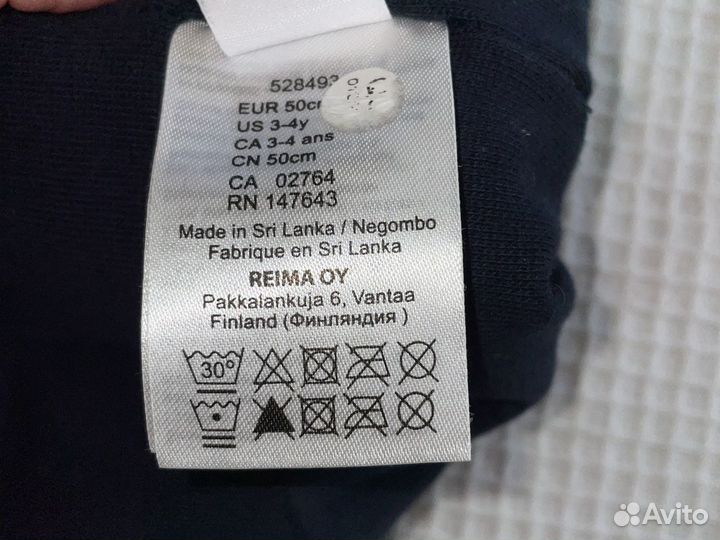 528493
EUR 50cm
US 3-4y
CA 3-4 ans
CN 50cm
CA 02764
RN 147643
Made in Sri Lanka / Negombo
Fabrique en Sri Lanka
REIMA OY
Pakkalankuja 6, Vantaa
Finland (Финляндия )
30°
Avito